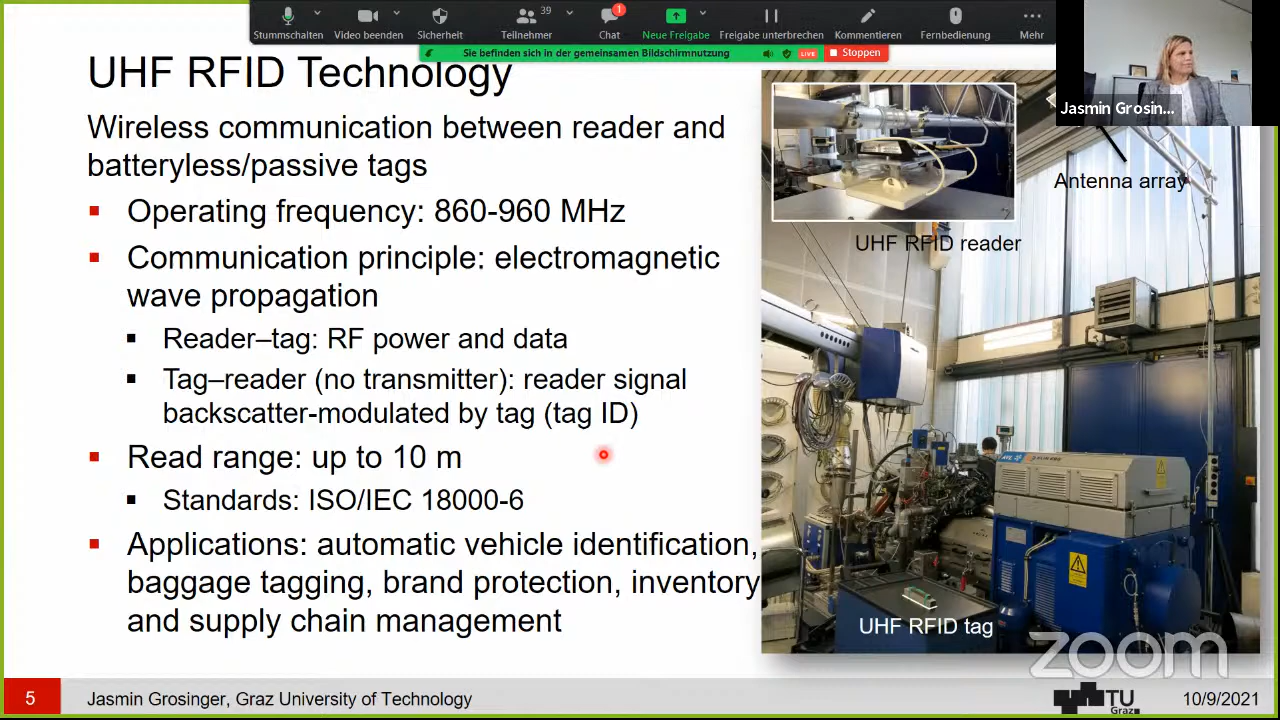 39
1
Stummschalten
Video beenden
Sicherheit
Teilnehmer
Chat
Neue Freigabe
Freigabe unterbrechen
Kommentieren
Fernbedienung
Mehr
Sie befinden sich in der gemeinsamen Bildschirmnutzung
LIVE
Stoppen
Jasmin Grosin...
UHF RFID Technology
Wireless communication between reader and
batteryless/passive tags
Operating frequency: 860-960 MHz
Communication principle: electromagnetic
wave propagation
Reader–tag: RF power and data
Tag–reader (no transmitter): reader signal
backscatter-modulated by tag (tag ID)
Read range: up to 10 m
Standards: ISO/IEC 18000-6
Applications: automatic vehicle identification,
baggage tagging, brand protection, inventory
and supply chain management
Antenna array
UHF RFID reader
AVL
UHF RFID tag
zoom
5
Jasmin Grosinger, Graz University of Technology
TU
Graz
10/9/2021